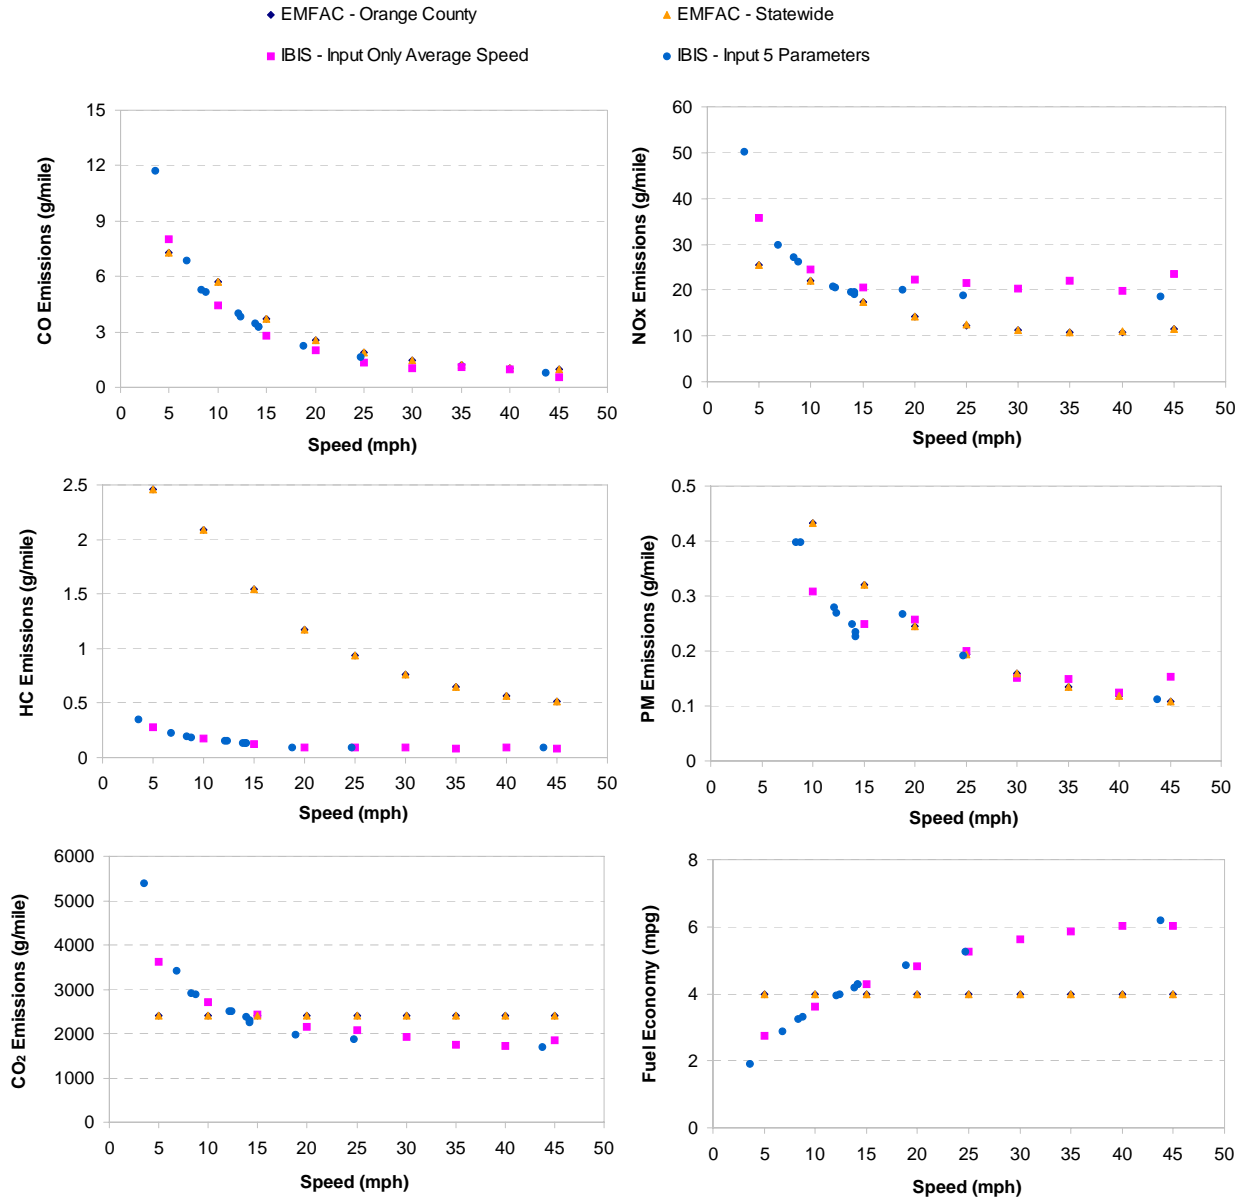 EMFAC - Orange County
EMFAC - Statewide
IBIS - Input Only Average Speed
IBIS - Input 5 Parameters
CO Emissions (g/mile)
15
12
9
6
3
0
0 5 10 15 20 25 30 35 40 45 50
Speed (mph)
NOx Emissions (g/mile)
60
50
40
30
20
10
0
0 5 10 15 20 25 30 35 40 45 50
Speed (mph)
HC Emissions (g/mile)
2.5
2
1.5
1
0.5
0
0 5 10 15 20 25 30 35 40 45 50
Speed (mph)
PM Emissions (g/mile)
0.5
0.4
0.3
0.2
0.1
0
0 5 10 15 20 25 30 35 40 45 50
Speed (mph)
CO₂ Emissions (g/mile)
6000
5000
4000
3000
2000
1000
0
0 5 10 15 20 25 30 35 40 45 50
Speed (mph)
Fuel Economy (mpg)
8
6
4
2
0
0 5 10 15 20 25 30 35 40 45 50
Speed (mph)